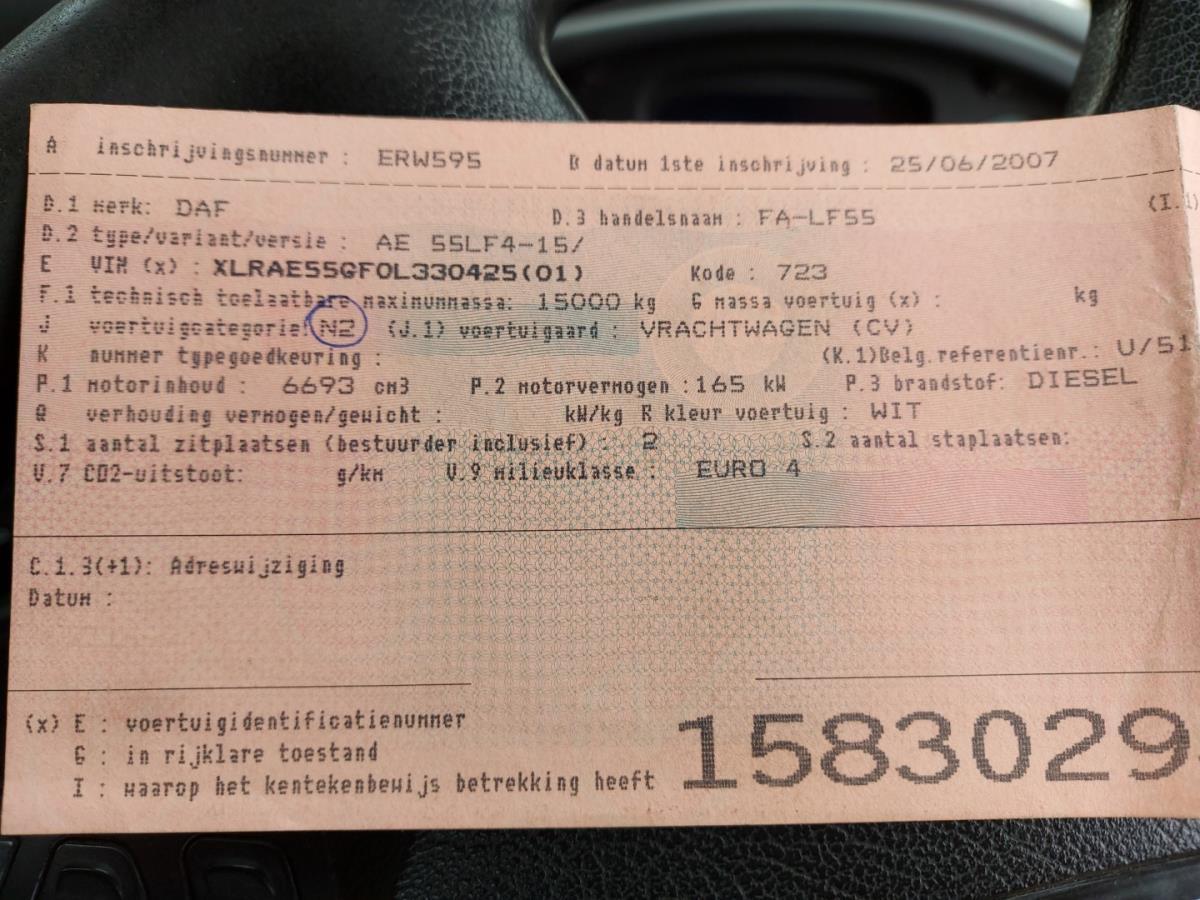 A inschrijvingsnummer : ERW595 B datum 1ste inschrijving : 25/06/2007
D.1 merk: DAF D.3 handelsnaam : FA-LF55 (I.1)
D.2 type/variant/versie : AE 55LF4-15/
E VIN (x) : XLRAE55GF0L330425(01) Kode : 723
F.1 technisch toelaatbare maximummassa: 15000 kg G massa voertuig (x) : kg
J voertuigcategorie: N2 (J.1) voertuigaard : VRACHTWAGEN (CV)
K nummer typegoedkeuring : (K.1)Belg.referentienr.: U/51
P.1 motorinhoud : 6693 cm3 P.2 motorvermogen :165 kW P.3 brandstof: DIESEL
Q verhouding vermogen/gewicht : kW/kg R kleur voertuig : WIT
S.1 aantal zitplaatsen (bestuurder inclusief) : 2 S.2 aantal staplaatsen:
V.7 CO2-uitstoot: g/km V.9 milieuklasse : EURO 4
C.1.3(+1): Adreswijziging
Datum :
(x) E : voertuigidentificatienummer
G : in rijklare toestand
I : waarop het kentekenbewijs betrekking heeft
1583029